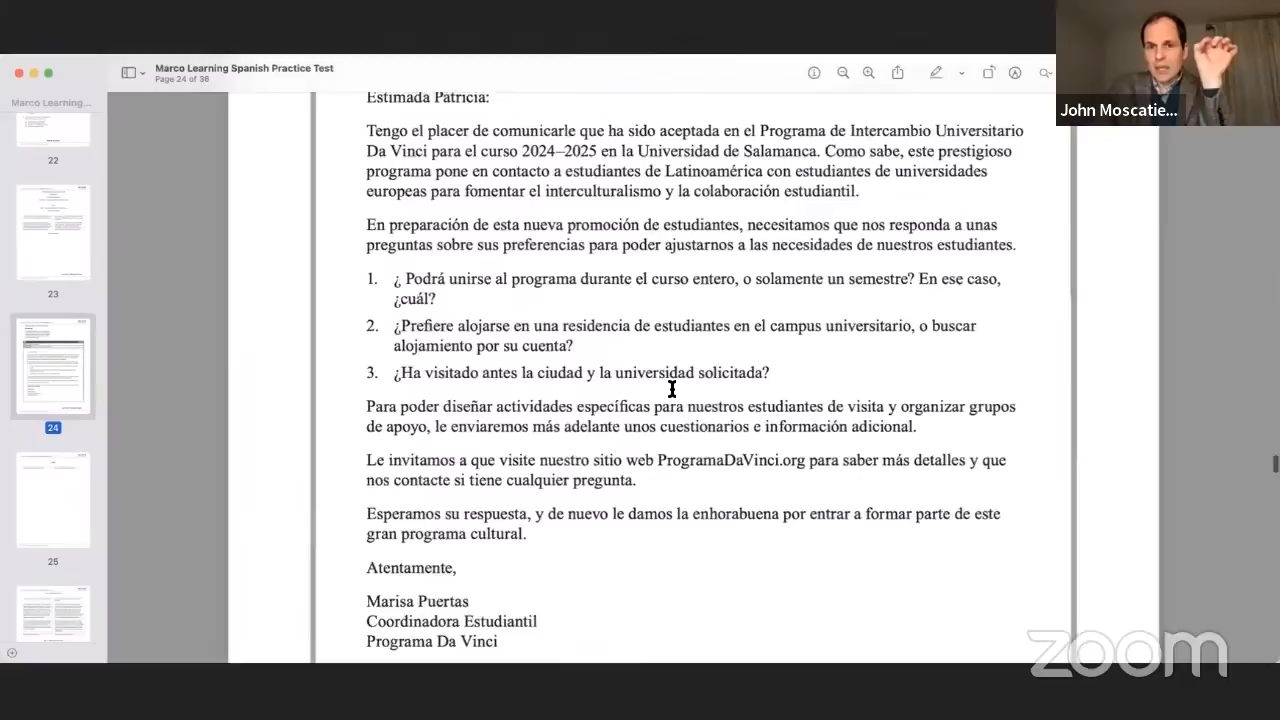 Marco Learning Spanish Practice Test
Page 24 of 36
Marco Learning...
22
23
24
25
Estimada Patricia:
Tengo el placer de comunicarle que ha sido aceptada en el Programa de Intercambio Universitario
Da Vinci para el curso 2024–2025 en la Universidad de Salamanca. Como sabe, este prestigioso
programa pone en contacto a estudiantes de Latinoamérica con estudiantes de universidades
europeas para fomentar el interculturalismo y la colaboración estudiantil.
En preparación de esta nueva promoción de estudiantes, necesitamos que nos responda a unas
preguntas sobre sus preferencias para poder ajustarnos a las necesidades de nuestros estudiantes.
1. ¿ Podrá unirse al programa durante el curso entero, o solamente un semestre? En ese caso,
¿cuál?
2. ¿Prefiere alojarse en una residencia de estudiantes en el campus universitario, o buscar
alojamiento por su cuenta?
3. ¿Ha visitado antes la ciudad y la universidad solicitada?
Para poder diseñar actividades específicas para nuestros estudiantes de visita y organizar grupos
de apoyo, le enviaremos más adelante unos cuestionarios e información adicional.
Le invitamos a que visite nuestro sitio web ProgramaDaVinci.org para saber más detalles y que
nos contacte si tiene cualquier pregunta.
Esperamos su respuesta, y de nuevo le damos la enhorabuena por entrar a formar parte de este
gran programa cultural.
Atentamente,
Marisa Puertas
Coordinadora Estudiantil
Programa Da Vinci
John Moscatie...
zoom